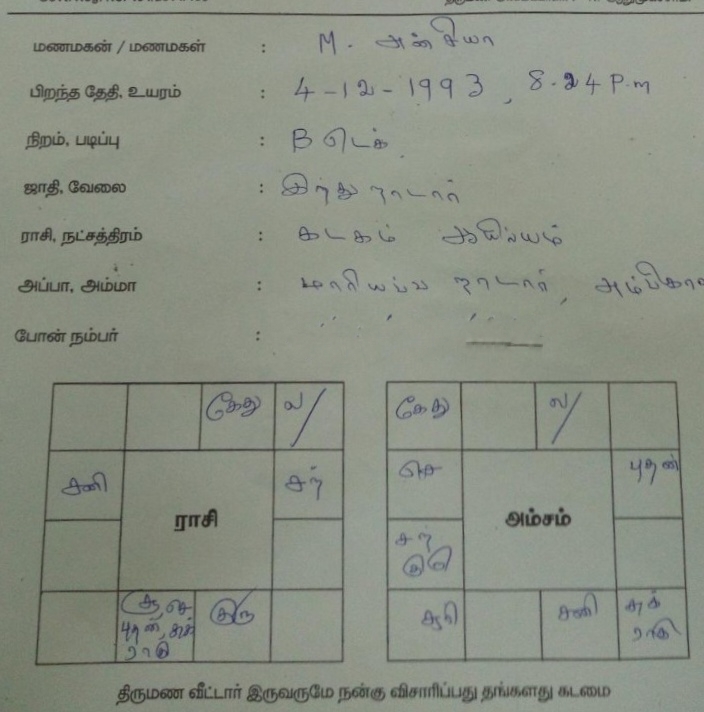 மணமகன் / மணமகள் : M. அன்சியா
பிறந்த தேதி, உயரம் : 4-12-1993, 8.24 P.m
நிறம், படிப்பு : B டெக்
ஜாதி, வேலை : இந்து நாடார்
ராசி, நட்சத்திரம் : கடகம் ஆயில்யம்
அப்பா, அம்மா : மாரியப்ப நாடார், அம்பிகா
போன் நம்பர் :
கேது ல/
சனி சந்
ராசி
சூ, செ குரு
புதன், சுக்
ராகு
கேது ல/
செ புதன்
அம்சம்
சந்
குரு
சூரி சனி சுக்
ராகு
திருமண வீட்டார் இருவருமே நன்கு விசாரிப்பது தங்களது கடமை